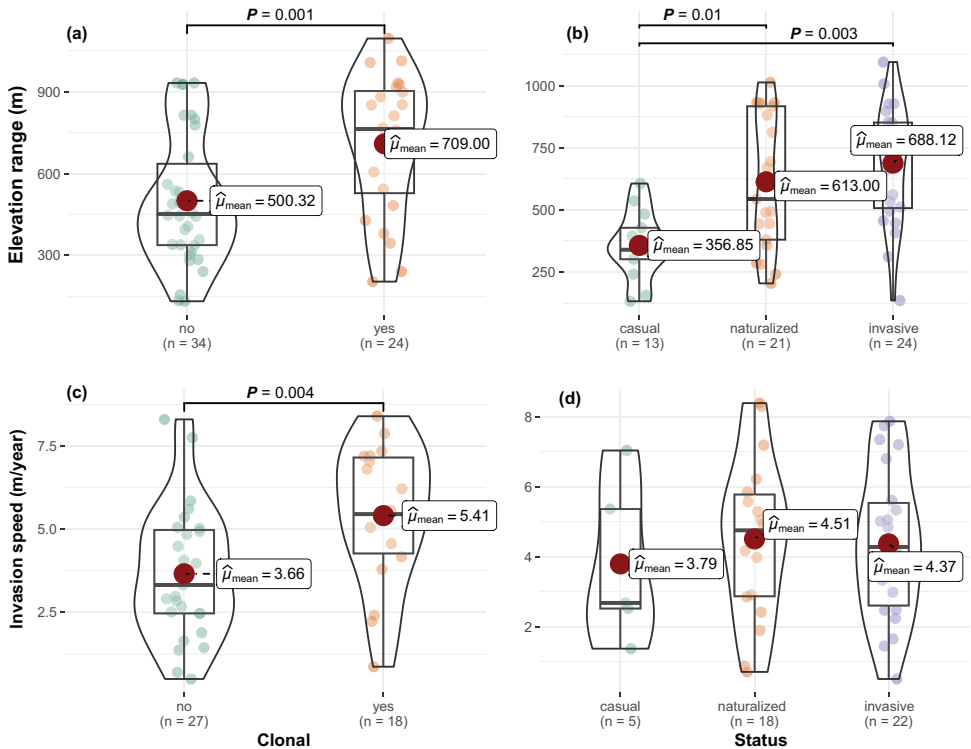 (a)
P = 0.001
Elevation range (m)
900
600
300
μ̂mean = 500.32
μ̂mean = 709.00
no
(n = 34)
yes
(n = 24)
(b)
P = 0.01
P = 0.003
1000
750
500
250
μ̂mean = 356.85
μ̂mean = 613.00
μ̂mean = 688.12
casual
(n = 13)
naturalized
(n = 21)
invasive
(n = 24)
(c)
P = 0.004
Invasion speed (m/year)
7.5
5.0
2.5
μ̂mean = 3.66
μ̂mean = 5.41
no
(n = 27)
yes
(n = 18)
Clonal
(d)
8
6
4
2
μ̂mean = 3.79
μ̂mean = 4.51
μ̂mean = 4.37
casual
(n = 5)
naturalized
(n = 18)
invasive
(n = 22)
Status